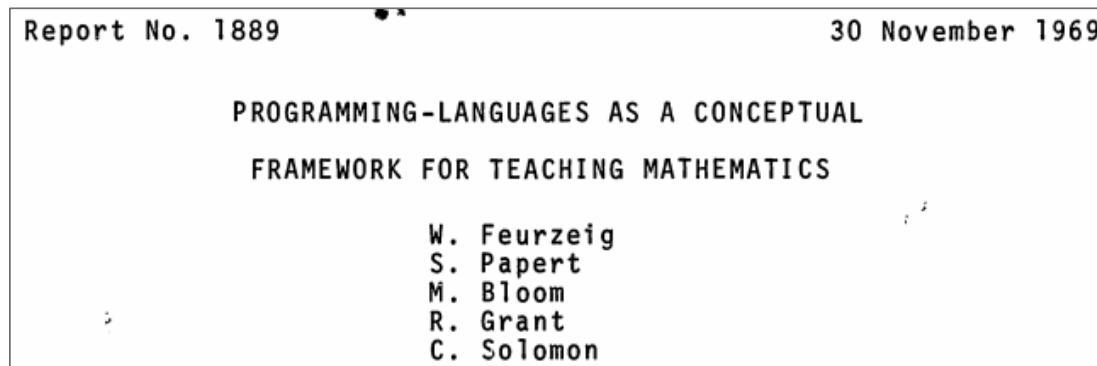 Report No. 1889 30 November 1969
PROGRAMMING-LANGUAGES AS A CONCEPTUAL
FRAMEWORK FOR TEACHING MATHEMATICS
W. Feurzeig
S. Papert
M. Bloom
R. Grant
C. Solomon